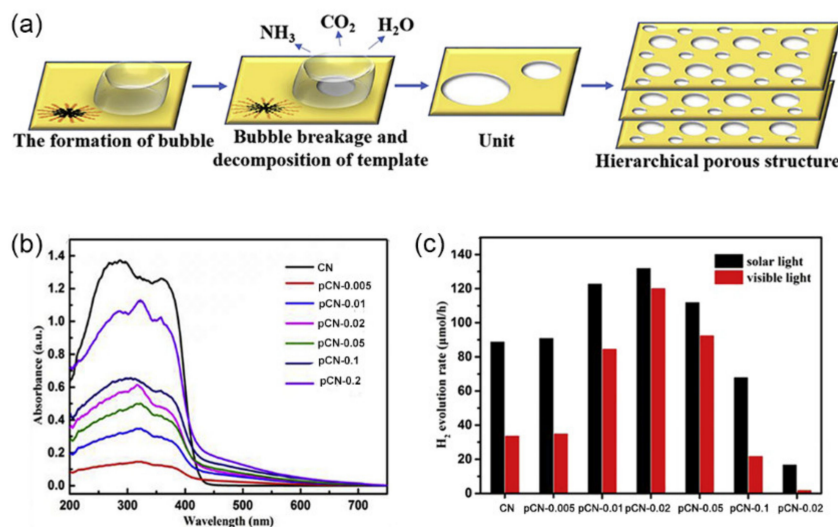 (a)
NH3
CO2
H2O
The formation of bubble
Bubble breakage and
decomposition of template
Unit
Hierarchical porous structure
(b)
Absorbance (a.u.)
1.4
1.2
1.0
0.8
0.6
0.4
0.2
0.0
CN
pCN-0.005
pCN-0.01
pCN-0.02
pCN-0.05
pCN-0.1
pCN-0.2
200
300
400
500
600
700
Wavelength (nm)
(c)
H2 evolution rate (μmol/h)
140
120
100
80
60
40
20
0
solar light
visible light
CN
pCN-0.005
pCN-0.01
pCN-0.02
pCN-0.05
pCN-0.1
pCN-0.02